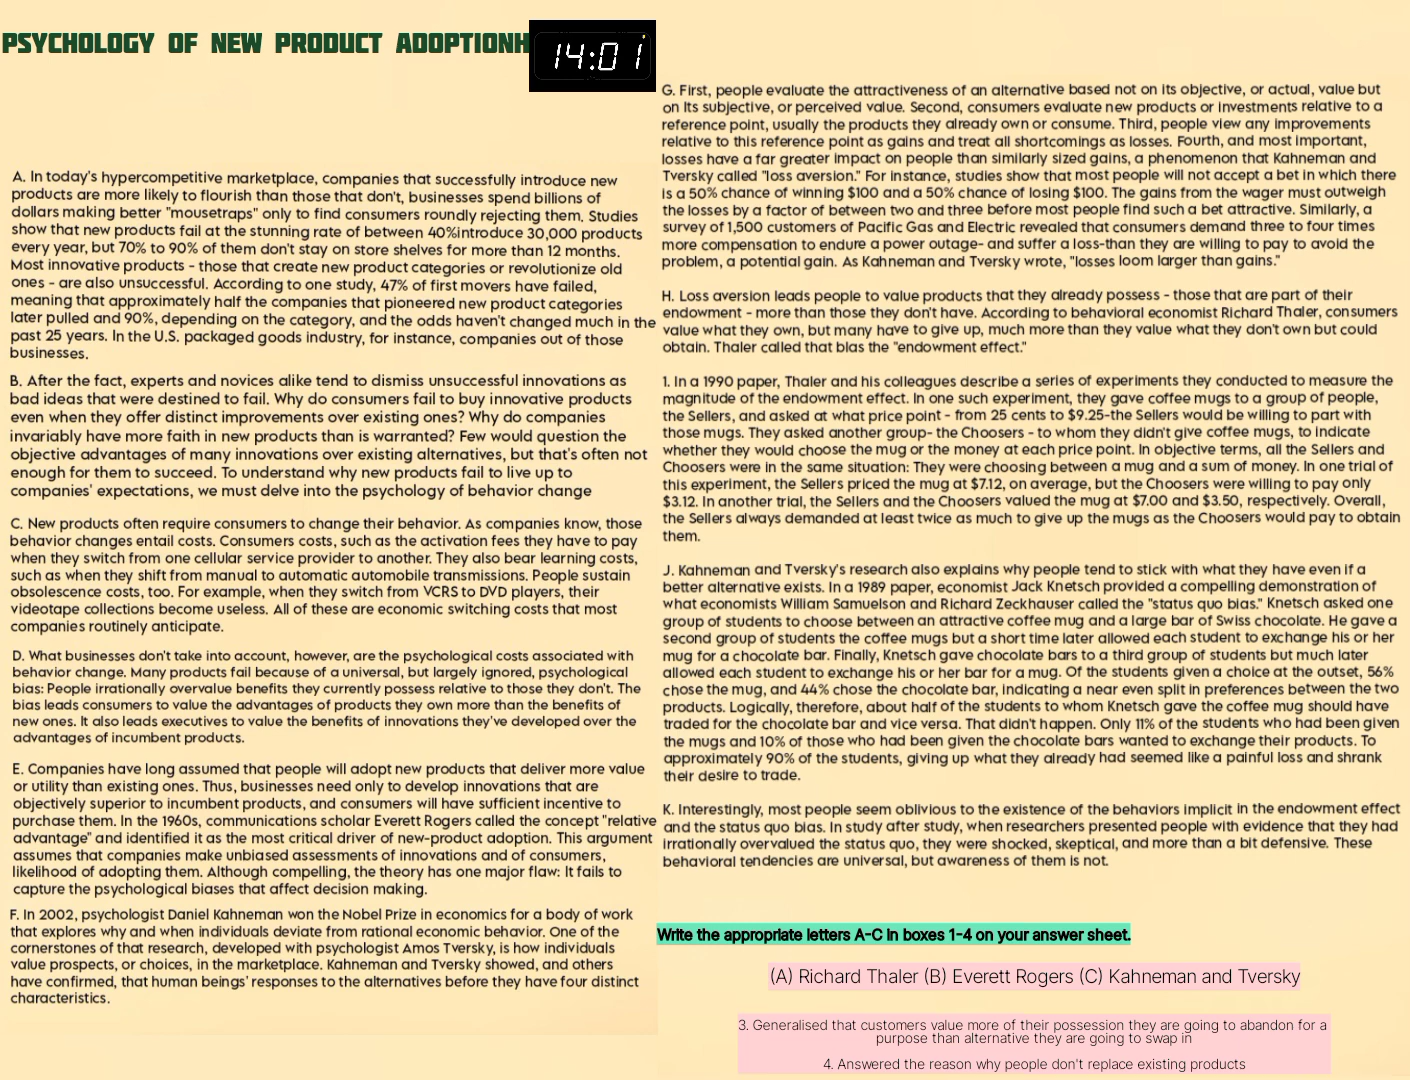 PSYCHOLOGY OF NEW PRODUCT ADOPTIONH
14:01
A. In today's hypercompetitive marketplace, companies that successfully introduce new
products are more likely to flourish than those that don't, businesses spend billions of
dollars making better "mousetraps" only to find consumers roundly rejecting them. Studies
show that new products fail at the stunning rate of between 40%introduce 30,000 products
every year, but 70% to 90% of them don't stay on store shelves for more than 12 months.
Most innovative products - those that create new product categories or revolutionize old
ones - are also unsuccessful. According to one study, 47% of first movers have failed,
meaning that approximately half the companies that pioneered new product categories
later pulled and 90%, depending on the category, and the odds haven't changed much in the
past 25 years. In the U.S. packaged goods industry, for instance, companies out of those
businesses.
B. After the fact, experts and novices alike tend to dismiss unsuccessful innovations as
bad ideas that were destined to fail. Why do consumers fail to buy innovative products
even when they offer distinct improvements over existing ones? Why do companies
invariably have more faith in new products than is warranted? Few would question the
objective advantages of many innovations over existing alternatives, but that's often not
enough for them to succeed. To understand why new products fail to live up to
companies' expectations, we must delve into the psychology of behavior change
C. New products often require consumers to change their behavior. As companies know, those
behavior changes entail costs. Consumers costs, such as the activation fees they have to pay
when they switch from one cellular service provider to another. They also bear learning costs,
such as when they shift from manual to automatic automobile transmissions. People sustain
obsolescence costs, too. For example, when they switch from VCRS to DVD players, their
videotape collections become useless. All of these are economic switching costs that most
companies routinely anticipate.
D. What businesses don't take into account, however, are the psychological costs associated with
behavior change. Many products fail because of a universal, but largely ignored, psychological
bias: People irrationally overvalue benefits they currently possess relative to those they don't. The
bias leads consumers to value the advantages of products they own more than the benefits of
new ones. It also leads executives to value the benefits of innovations they've developed over the
advantages of incumbent products.
E. Companies have long assumed that people will adopt new products that deliver more value
or utility than existing ones. Thus, businesses need only to develop innovations that are
objectively superior to incumbent products, and consumers will have sufficient incentive to
purchase them. In the 1960s, communications scholar Everett Rogers called the concept "relative
advantage" and identified it as the most critical driver of new-product adoption. This argument
assumes that companies make unbiased assessments of innovations and of consumers,
likelihood of adopting them. Although compelling, the theory has one major flaw: It fails to
capture the psychological biases that affect decision making.
F. In 2002, psychologist Daniel Kahneman won the Nobel Prize in economics for a body of work
that explores why and when individuals deviate from rational economic behavior. One of the
cornerstones of that research, developed with psychologist Amos Tversky, is how individuals
value prospects, or choices, in the marketplace. Kahneman and Tversky showed, and others
have confirmed, that human beings' responses to the alternatives before they have four distinct
characteristics.
G. First, people evaluate the attractiveness of an alternative based not on its objective, or actual, value but
on Its subjective, or perceived value. Second, consumers evaluate new products or investments relative to a
reference point, usually the products they already own or consume. Third, people view any improvements
relative to this reference point as gains and treat all shortcomings as losses. Fourth, and most important,
losses have a far greater impact on people than similarly sized gains, a phenomenon that Kahneman and
Tversky called "loss aversion." For instance, studies show that most people will not accept a bet in which there
is a 50% chance of winning $100 and a 50% chance of losing $100. The gains from the wager must outweigh
the losses by a factor of between two and three before most people find such a bet attractive. Similarly, a
survey of 1,500 customers of Pacific Gas and Electric revealed that consumers demand three to four times
more compensation to endure a power outage- and suffer a loss-than they are willing to pay to avoid the
problem, a potential gain. As Kahneman and Tversky wrote, "losses loom larger than gains."
H. Loss aversion leads people to value products that they already possess - those that are part of their
endowment - more than those they don't have. According to behavioral economist Richard Thaler, consumers
value what they own, but many have to give up, much more than they value what they don't own but could
obtain. Thaler called that blas the "endowment effect."
1. In a 1990 paper, Thaler and his colleagues describe a series of experiments they conducted to measure the
magnitude of the endowment effect. In one such experiment, they gave coffee mugs to a group of people,
the Sellers, and asked at what price point - from 25 cents to $9.25-the Sellers would be willing to part with
those mugs. They asked another group- the Choosers - to whom they didn't give coffee mugs, to indicate
whether they would choose the mug or the money at each price point. In objective terms, all the Sellers and
Choosers were in the same situation: They were choosing between a mug and a sum of money. In one trial of
this experiment, the Sellers priced the mug at $7.12, on average, but the Choosers were willing to pay only
$3.12. In another trial, the Sellers and the Choosers valued the mug at $7.00 and $3.50, respectively. Overall,
the Sellers always demanded at least twice as much to give up the mugs as the Choosers would pay to obtain
them.
J. Kahneman and Tversky's research also explains why people tend to stick with what they have even if a
better alternative exists. In a 1989 paper, economist Jack Knetsch provided a compelling demonstration of
what economists William Samuelson and Richard Zeckhauser called the "status quo bias." Knetsch asked one
group of students to choose between an attractive coffee mug and a large bar of Swiss chocolate. He gave a
second group of students the coffee mugs but a short time later allowed each student to exchange his or her
mug for a chocolate bar. Finally, Knetsch gave chocolate bars to a third group of students but much later
allowed each student to exchange his or her bar for a mug. Of the students given a choice at the outset, 56%
chose the mug, and 44% chose the chocolate bar, indicating a near even split in preferences between the two
products. Logically, therefore, about half of the students to whom Knetsch gave the coffee mug should have
traded for the chocolate bar and vice versa. That didn't happen. Only 11% of the students who had been given
the mugs and 10% of those who had been given the chocolate bars wanted to exchange their products. To
approximately 90% of the students, giving up what they already had seemed like a painful loss and shrank
their desire to trade.
K. Interestingly, most people seem oblivious to the existence of the behaviors implicit in the endowment effect
and the status quo bias. In study after study, when researchers presented people with evidence that they had
irrationally overvalued the status quo, they were shocked, skeptical, and more than a bit defensive. These
behavioral tendencies are universal, but awareness of them is not.
Write the appropriate letters A-C in boxes 1-4 on your answer sheet.
(A) Richard Thaler (B) Everett Rogers (C) Kahneman and Tversky
3. Generalised that customers value more of their possession they are going to abandon for a
purpose than alternative they are going to swap in
4. Answered the reason why people don't replace existing products